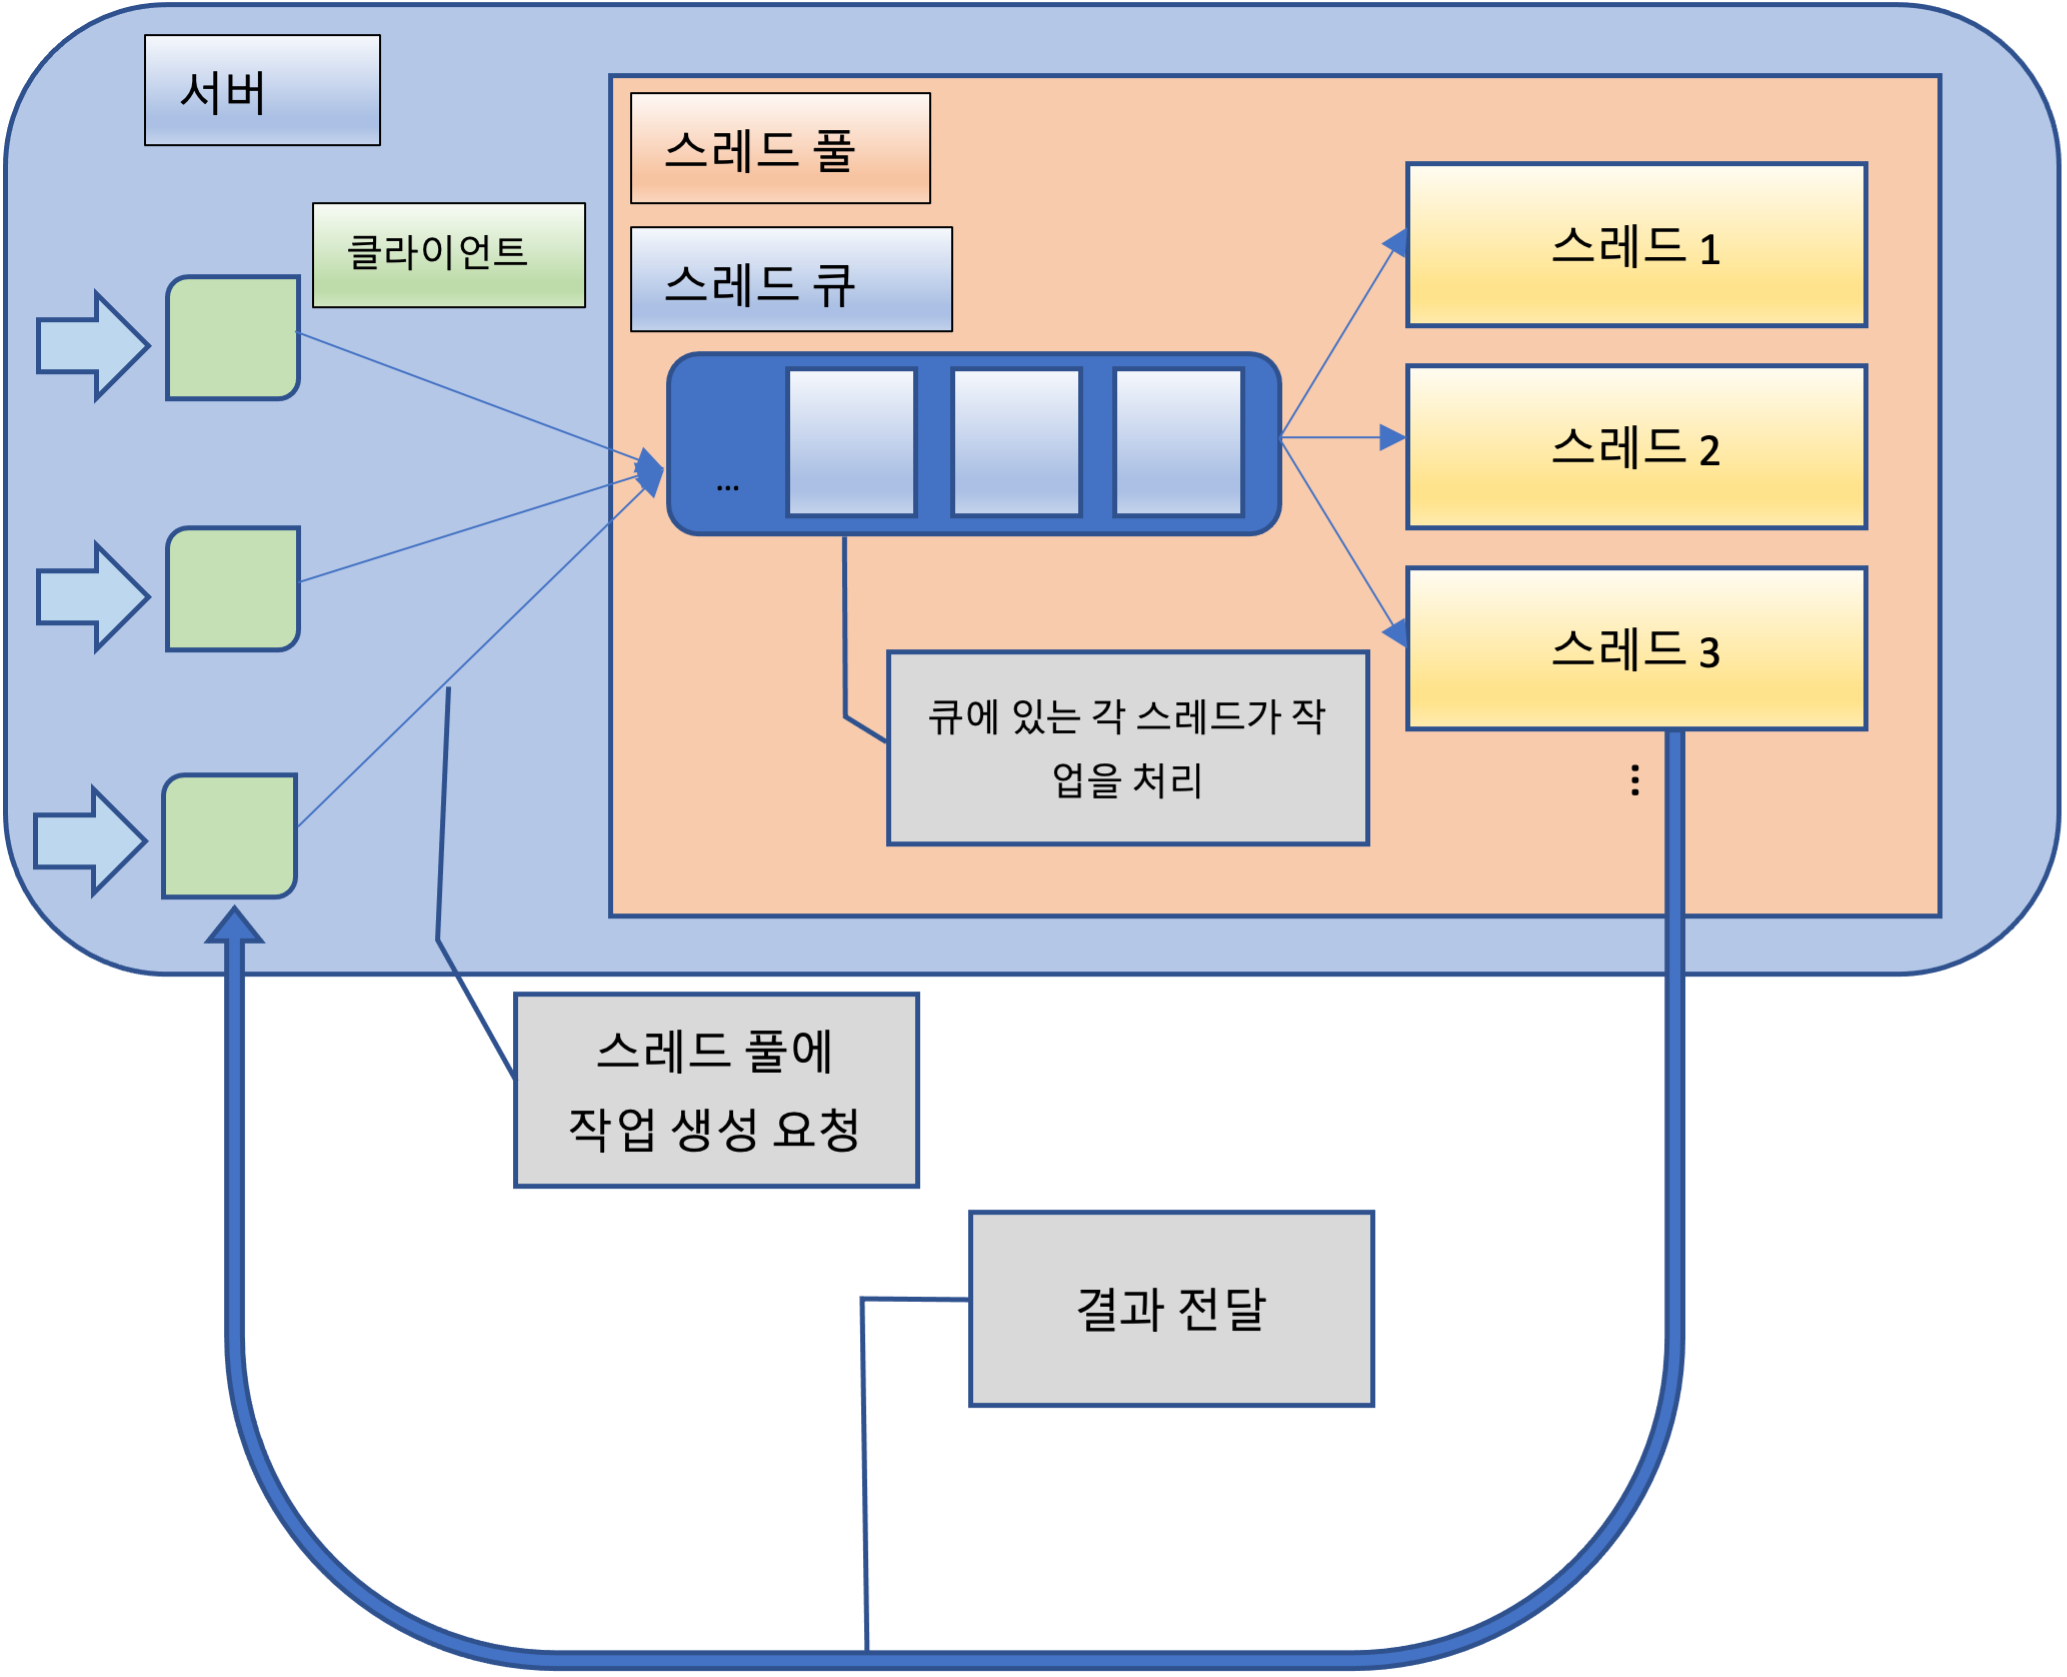 서버
스레드 풀
클라이언트
스레드 큐
스레드 1
...
스레드 2
스레드 3
큐에 있는 각 스레드가 작
업을 처리
...
스레드 풀에
작업 생성 요청
결과 전달